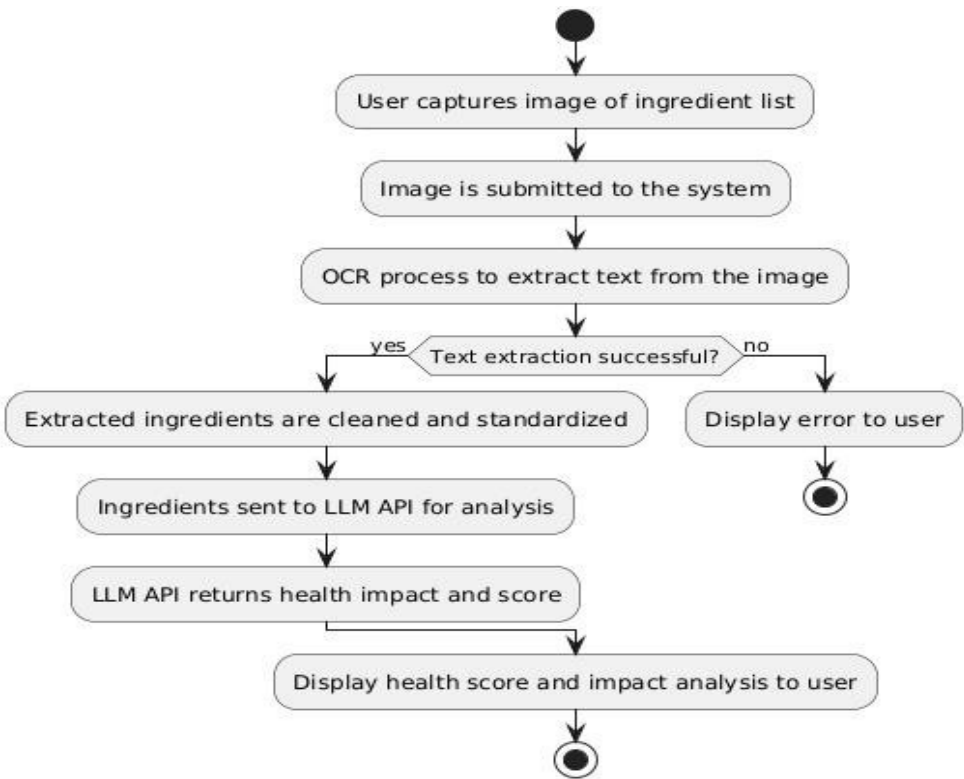 User captures image of ingredient list
Image is submitted to the system
OCR process to extract text from the image
yes
Text extraction successful?
no
Extracted ingredients are cleaned and standardized
Display error to user
Ingredients sent to LLM API for analysis
LLM API returns health impact and score
Display health score and impact analysis to user